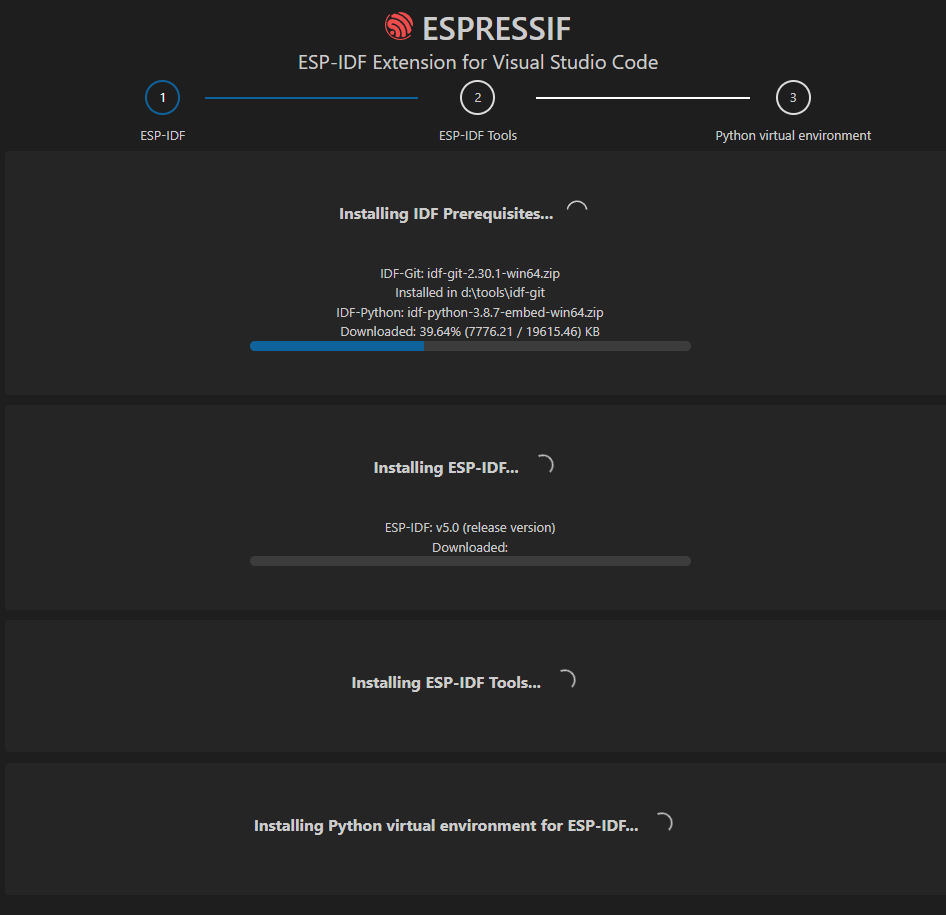 ESPRESSIF
ESP-IDF Extension for Visual Studio Code
1
2
3
ESP-IDF
ESP-IDF Tools
Python virtual environment
Installing IDF Prerequisites...
IDF-Git: idf-git-2.30.1-win64.zip
Installed in d:\tools\idf-git
IDF-Python: idf-python-3.8.7-embed-win64.zip
Downloaded: 39.64% (7776.21 / 19615.46) KB
Installing ESP-IDF...
ESP-IDF: v5.0 (release version)
Downloaded:
Installing ESP-IDF Tools...
Installing Python virtual environment for ESP-IDF...